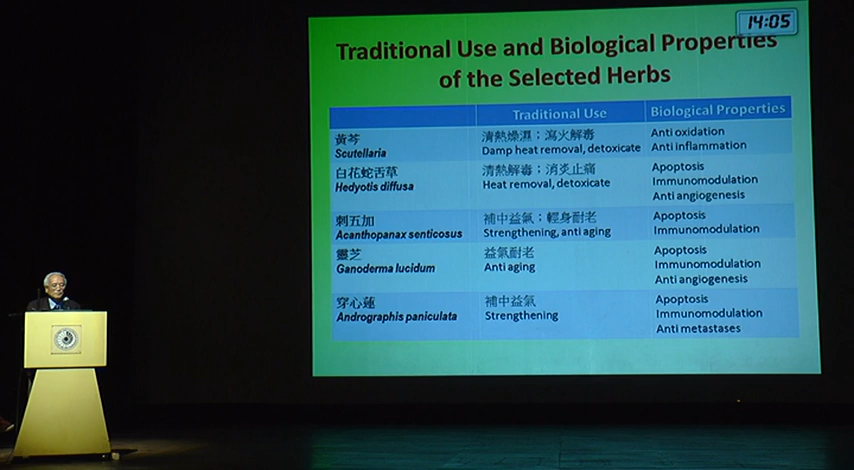 14:05
Traditional Use and Biological Properties
of the Selected Herbs
Traditional Use
Biological Properties
黃芩
Scutellaria
清熱燥濕；瀉火解毒
Damp heat removal, detoxicate
Anti oxidation
Anti inflammation
白花蛇舌草
Hedyotis diffusa
清熱解毒；消炎止痛
Heat removal, detoxicate
Apoptosis
Immunomodulation
Anti angiogenesis
刺五加
Acanthopanax senticosus
補中益氣；輕身耐老
Strengthening, anti aging
Apoptosis
Immunomodulation
靈芝
Ganoderma lucidum
益氣耐老
Anti aging
Apoptosis
Immunomodulation
Anti angiogenesis
穿心蓮
Andrographis paniculata
補中益氣
Strengthening
Apoptosis
Immunomodulation
Anti metastases